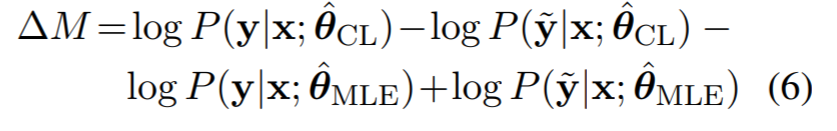 ΔM = log P(𝐲|𝐱; 𝜽̂_CL) − log P(𝐲̃|𝐱; 𝜽̂_CL) −
log P(𝐲|𝐱; 𝜽̂_MLE) + log P(𝐲̃|𝐱; 𝜽̂_MLE) (6)